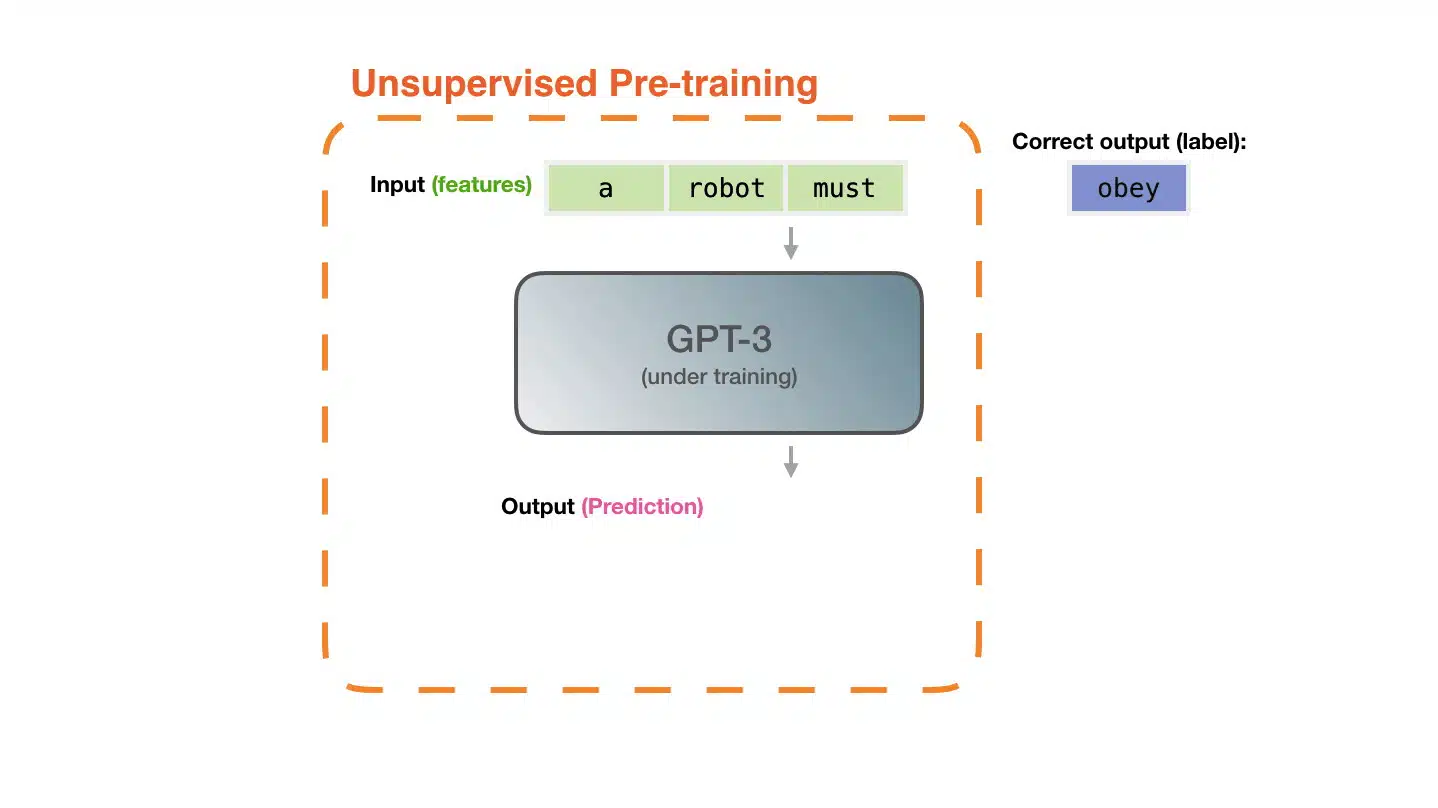 Unsupervised Pre-training
Correct output (label):
Input (features) a robot must
obey
GPT-3
(under training)
Output (Prediction)